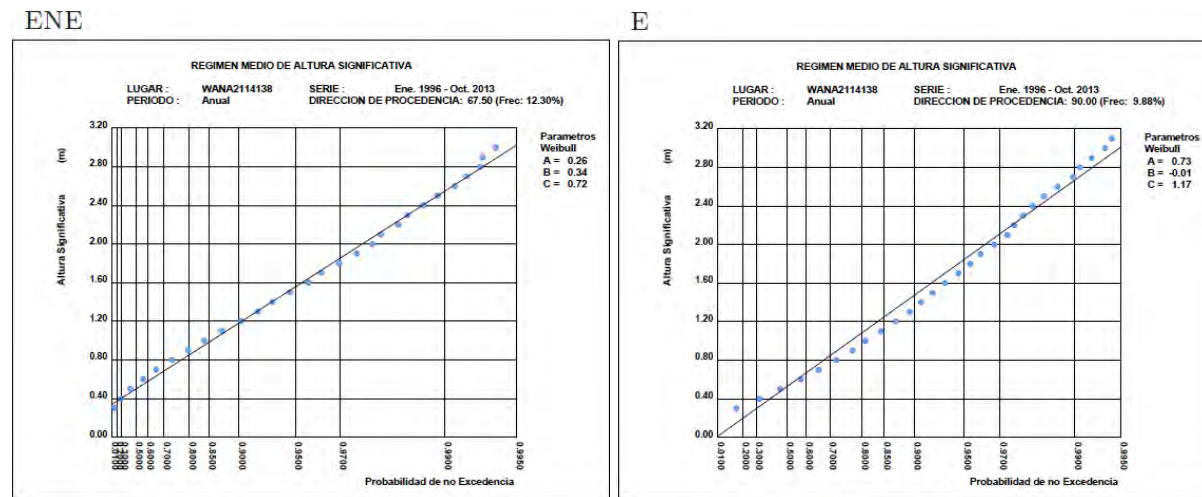 ENE
REGIMEN MEDIO DE ALTURA SIGNIFICATIVA
LUGAR : WANA2114138 SERIE : Ene. 1996 - Oct. 2013
PERIODO : Anual DIRECCION DE PROCEDENCIA: 67.50 (Frec: 12.30%)
Altura Significativa (m)
3.20
2.80
2.40
2.00
1.60
1.20
0.80
0.40
0.00
Parametros
Weibull
A = 0.26
B = 0.34
C = 0.72
0.0100
0.5000
0.6000
0.7000
0.8000
0.8500
0.9000
0.9500
0.9700
0.9900
0.9950
Probabilidad de no Excedencia
E
REGIMEN MEDIO DE ALTURA SIGNIFICATIVA
LUGAR : WANA2114138 SERIE : Ene. 1996 - Oct. 2013
PERIODO : Anual DIRECCION DE PROCEDENCIA: 90.00 (Frec: 9.88%)
Altura Significativa (m)
3.20
2.80
2.40
2.00
1.60
1.20
0.80
0.40
0.00
Parametros
Weibull
A = 0.73
B = -0.01
C = 1.17
0.0100
0.2000
0.3000
0.5000
0.6000
0.7000
0.8000
0.8500
0.9000
0.9500
0.9700
0.9900
0.9950
Probabilidad de no Excedencia